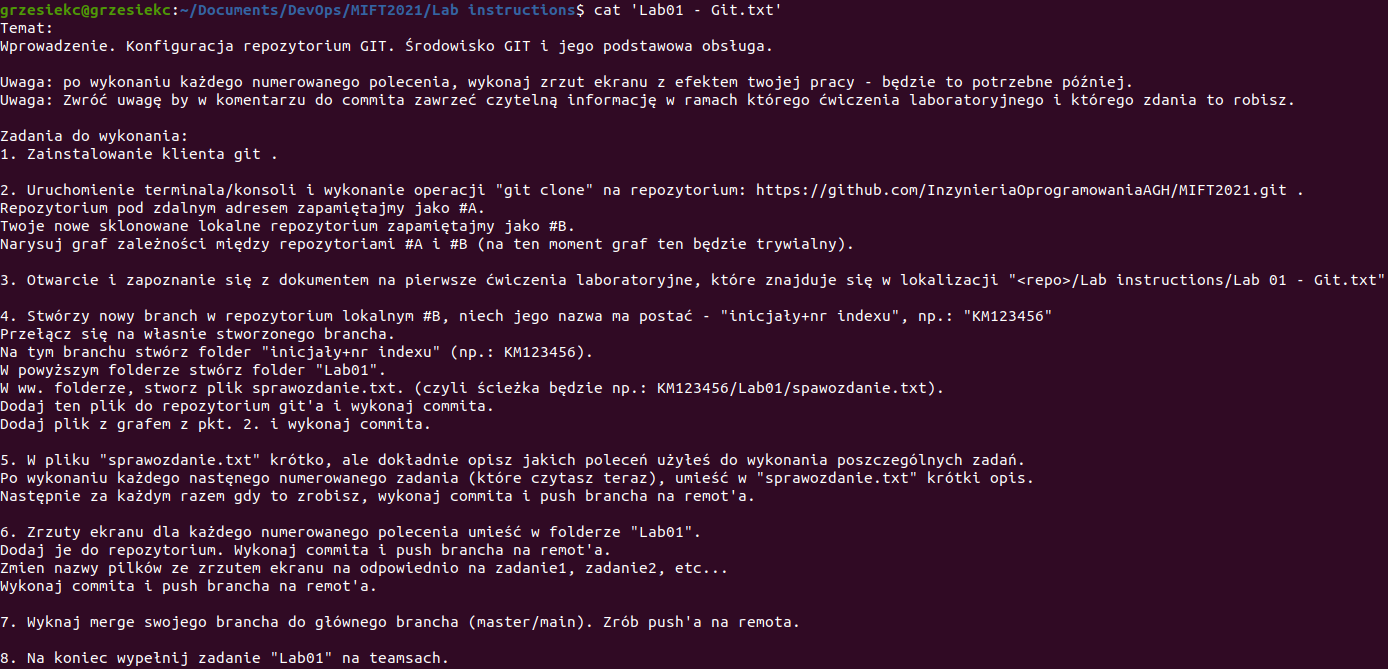 grzesiekc@grzesiekc:~/Documents/DevOps/MIFT2021/Lab instructions$ cat 'Lab01 - Git.txt'
Temat:
Wprowadzenie. Konfiguracja repozytorium GIT. Środowisko GIT i jego podstawowa obsługa.
Uwaga: po wykonaniu każdego numerowanego polecenia, wykonaj zrzut ekranu z efektem twojej pracy - będzie to potrzebne później.
Uwaga: Zwróć uwagę by w komentarzu do commita zawrzeć czytelną informację w ramach którego ćwiczenia laboratoryjnego i którego zdania to robisz.
Zadania do wykonania:
1. Zainstalowanie klienta git .
2. Uruchomienie terminala/konsoli i wykonanie operacji "git clone" na repozytorium: https://github.com/InzynieriaOprogramowaniaAGH/MIFT2021.git .
Repozytorium pod zdalnym adresem zapamiętajmy jako #A.
Twoje nowe sklonowane lokalne repozytorium zapamiętajmy jako #B.
Narysuj graf zależności między repozytoriami #A i #B (na ten moment graf ten będzie trywialny).
3. Otwarcie i zapoznanie się z dokumentem na pierwsze ćwiczenia laboratoryjne, które znajduje się w lokalizacji "<repo>/Lab instructions/Lab 01 - Git.txt"
4. Stwórzy nowy branch w repozytorium lokalnym #B, niech jego nazwa ma postać - "inicjały+nr indexu", np.: "KM123456"
Przełącz się na własnie stworzonego brancha.
Na tym branchu stwórz folder "inicjały+nr indexu" (np.: KM123456).
W powyższym folderze stwórz folder "Lab01".
W ww. folderze, stworz plik sprawozdanie.txt. (czyli ścieżka będzie np.: KM123456/Lab01/spawozdanie.txt).
Dodaj ten plik do repozytorium git'a i wykonaj commita.
Dodaj plik z grafem z pkt. 2. i wykonaj commita.
5. W pliku "sprawozdanie.txt" krótko, ale dokładnie opisz jakich poleceń użyłeś do wykonania poszczególnych zadań.
Po wykonaniu każdego nastęnego numerowanego zadania (które czytasz teraz), umieść w "sprawozdanie.txt" krótki opis.
Następnie za każdym razem gdy to zrobisz, wykonaj commita i push brancha na remot'a.
6. Zrzuty ekranu dla każdego numerowanego polecenia umieść w folderze "Lab01".
Dodaj je do repozytorium. Wykonaj commita i push brancha na remot'a.
Zmien nazwy pilków ze zrzutem ekranu na odpowiednio na zadanie1, zadanie2, etc...
Wykonaj commita i push brancha na remot'a.
7. Wyknaj merge swojego brancha do głównego brancha (master/main). Zrób push'a na remota.
8. Na koniec wypełnij zadanie "Lab01" na teamsach.